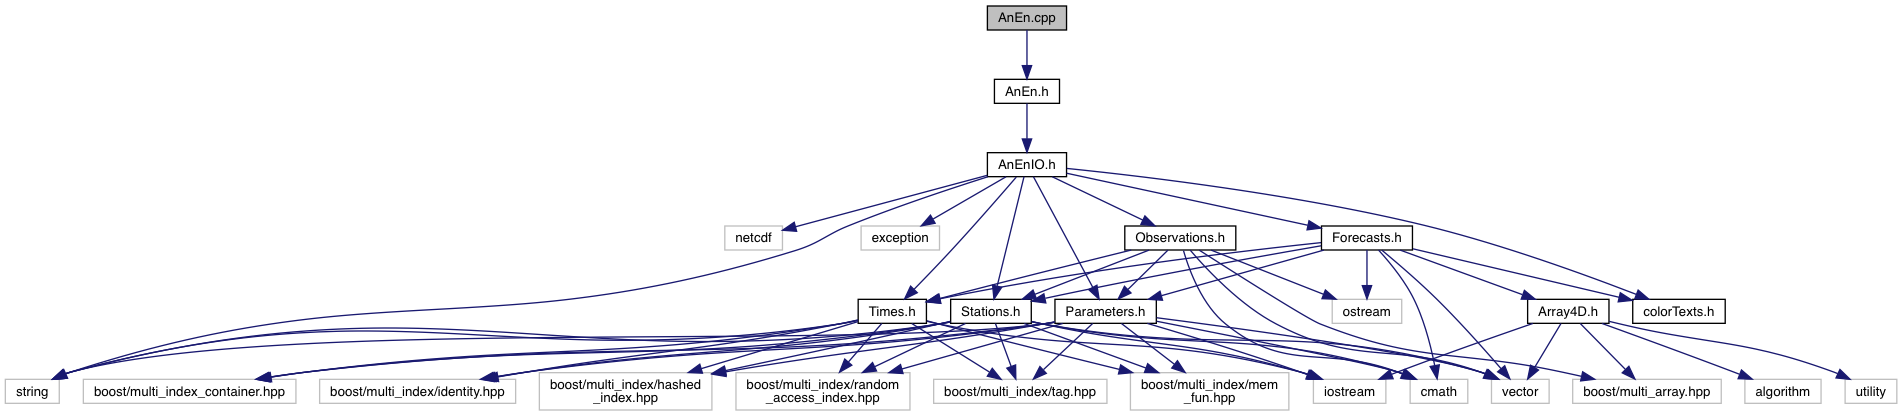 AnEn.cpp
AnEn.h
AnEnIO.h
netcdf
exception
Observations.h
Forecasts.h
Times.h
Stations.h
Parameters.h
ostream
Array4D.h
colorTexts.h
string
boost/multi_index_container.hpp
boost/multi_index/identity.hpp
boost/multi_index/hashed
_index.hpp
boost/multi_index/random
_access_index.hpp
boost/multi_index/tag.hpp
boost/multi_index/mem
_fun.hpp
iostream
cmath
vector
boost/multi_array.hpp
algorithm
utility